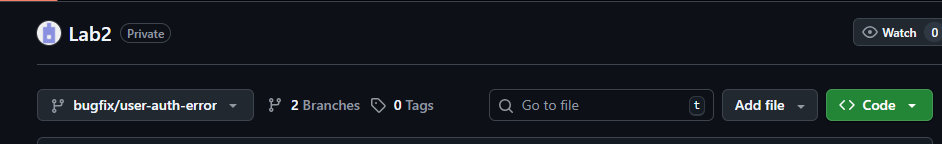 Lab2 Private Watch 0
bugfix/user-auth-error 2 Branches 0 Tags Go to file t Add file <> Code